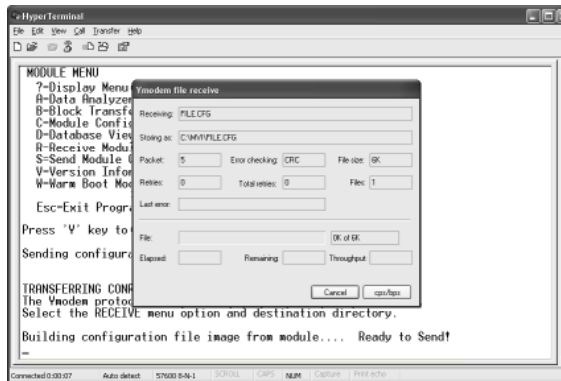 HyperTerminal
File Edit View Call Transfer Help
MODULE MENU
?-Display Menu
A-Data Analyzer
B-Block Transf
C-Module Config
D-Database View
R-Receive Modu
S=Send Module
V-Version Infor
W-Warm Boot Mod
Esc-Exit Progr
Press 'Y' key to
Sending configura
TRANSFERRING
The Ymodem protoc
Select the RECEIVE menu option and destination directory.
Building configuration file image from module.... Ready to Send!
Ymodem file receive
Receiving: FILE.CFG
Storing as: C:\MVI\FILE.CFG
Packet: 5 Error checking: CRC File size: 6K
Retries: 0 Total retries: 0 Files: 1
Last error:
File: 0K of 6K
Elapsed: Remaining: Throughput:
Cancel cps/bps
Connected 0:00:07 Auto detect 57600 8-N-1 SCROLL CAPS NUM Capture Print echo